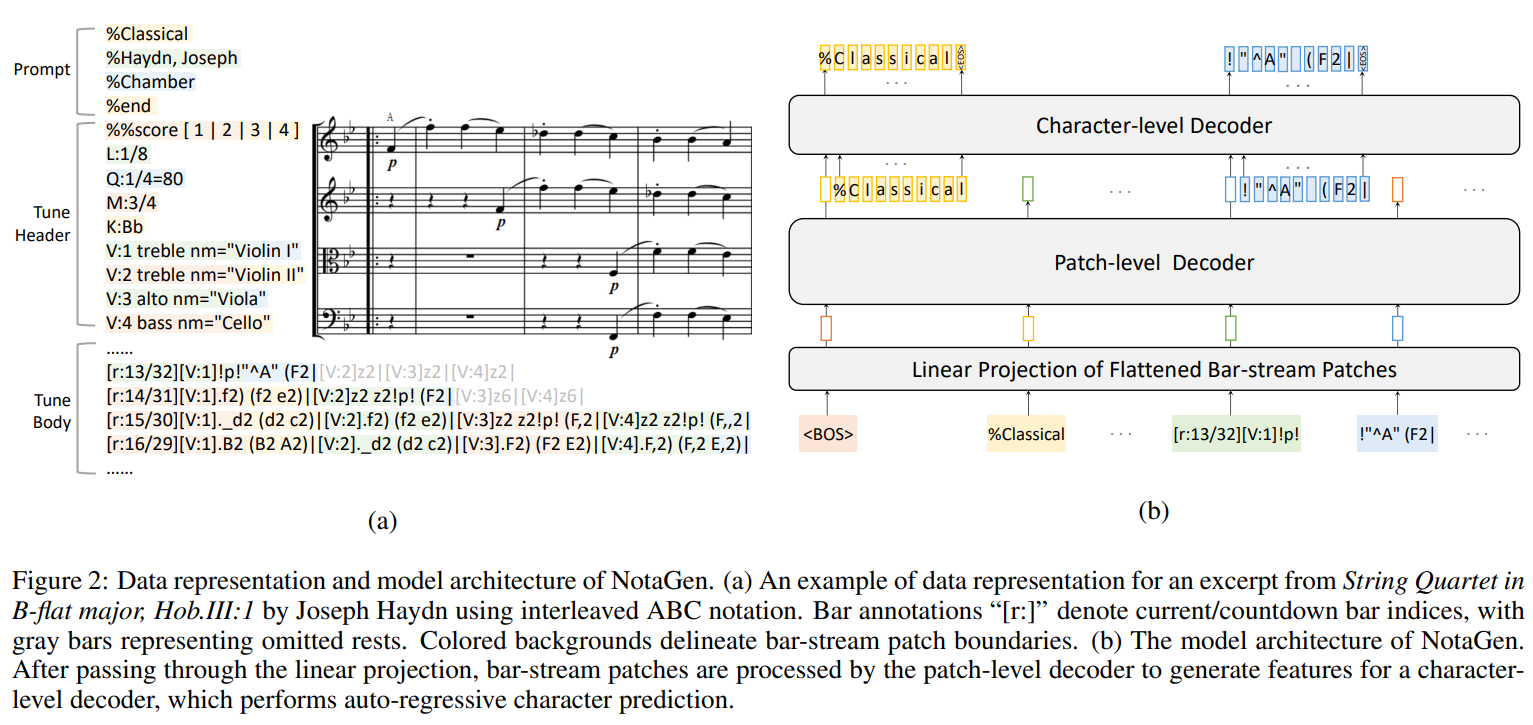 Prompt
%Classical
%Haydn, Joseph
%Chamber
%end
Tune
Header
%%score [ 1 | 2 | 3 | 4 ]
L:1/8
Q:1/4=80
M:3/4
K:Bb
V:1 treble nm="Violin I"
V:2 treble nm="Violin II"
V:3 alto nm="Viola"
V:4 bass nm="Cello"
A
p
p
p
p
Tune
Body
......
[r:13/32][V:1]!p!"^A" (F2|[V:2]z2|[V:3]z2|[V:4]z2|
[r:14/31][V:1].f2) (f2 e2)|[V:2]z2 z2!p! (F2|[V:3]z6|[V:4]z6|
[r:15/30][V:1]._d2 (d2 c2)|[V:2].f2) (f2 e2)|[V:3]z2 z2!p! (F,2|[V:4]z2 z2!p! (F,,2|
[r:16/29][V:1].B2 (B2 A2)|[V:2]._d2 (d2 c2)|[V:3].F2) (F2 E2)|[V:4].F,2) (F,2 E,2)|
......
(a)
%Classical<EOS>
...
!"^A" (F2|<EOS>
...
Character-level Decoder
...
%Classical
...
...
!"^A" (F2|
...
Patch-level Decoder
Linear Projection of Flattened Bar-stream Patches
<BOS>
%Classical
...
[r:13/32][V:1]!p!
!"^A" (F2|
...
(b)
Figure 2: Data representation and model architecture of NotaGen. (a) An example of data representation for an excerpt from String Quartet in
B-flat major, Hob.III:1 by Joseph Haydn using interleaved ABC notation. Bar annotations “[r:]” denote current/countdown bar indices, with
gray bars representing omitted rests. Colored backgrounds delineate bar-stream patch boundaries. (b) The model architecture of NotaGen.
After passing through the linear projection, bar-stream patches are processed by the patch-level decoder to generate features for a character-
level decoder, which performs auto-regressive character prediction.